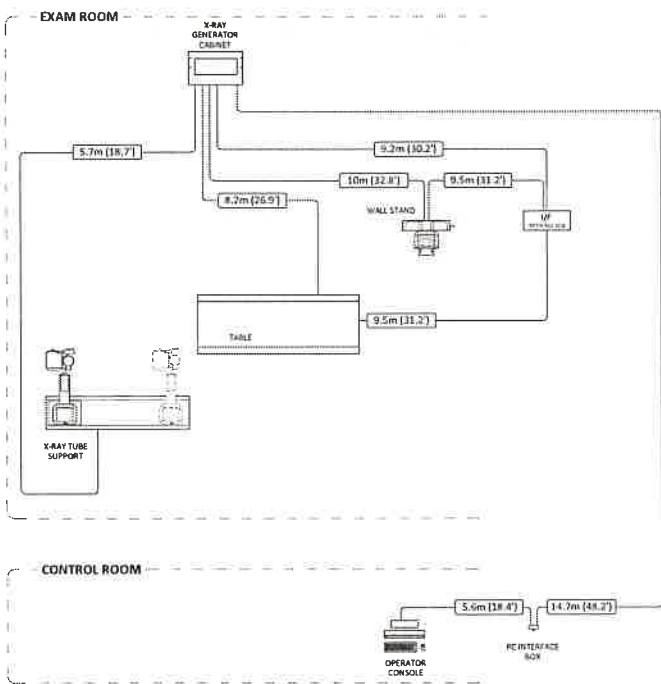 EXAM ROOM
X-RAY
GENERATOR
CABINET
5.7m (18.7')
9.2m (30.2')
10m (32.8')
9.5m (31.2')
8.2m (26.9')
WALL STAND
I/F
9.5m (31.2')
TABLE
X-RAY TUBE
SUPPORT
CONTROL ROOM
5.6m (18.4')
14.7m (48.2')
PC INTERFACE
BOX
OPERATOR
CONSOLE